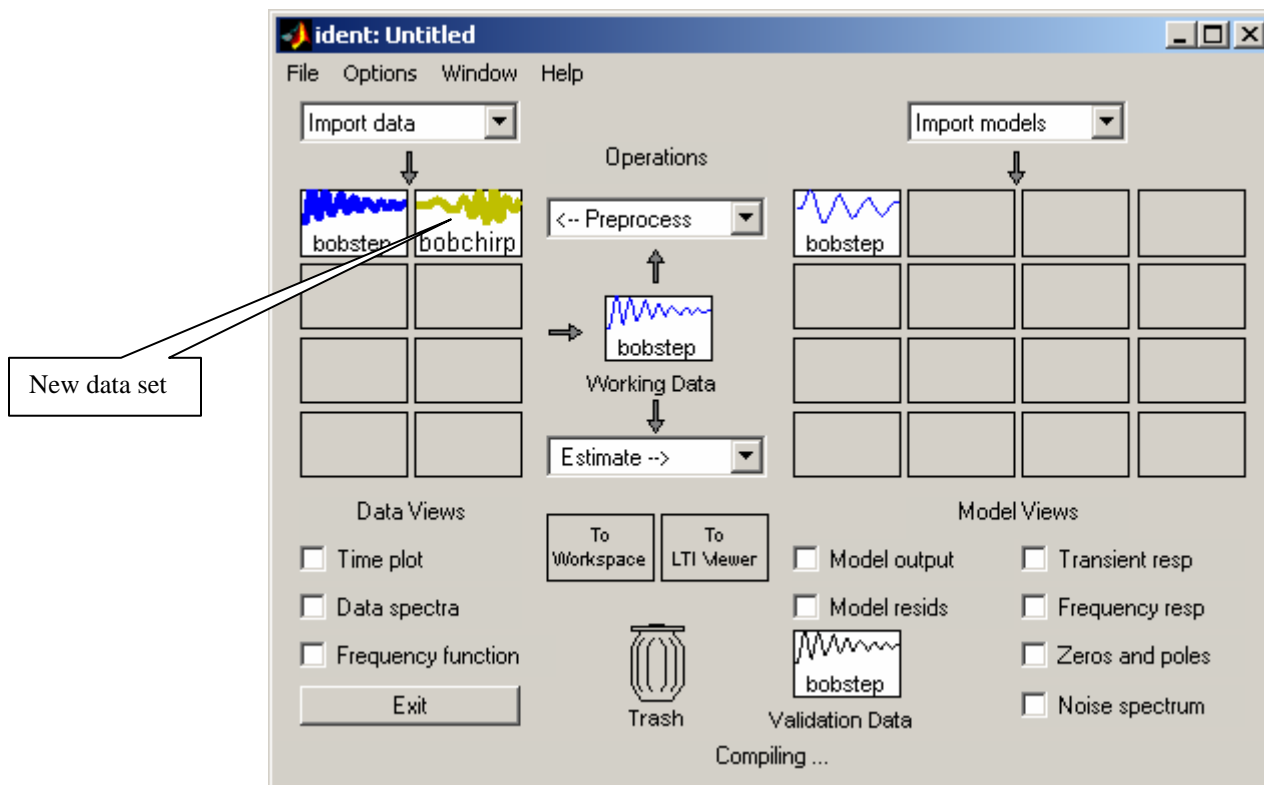 ident: Untitled
File Options Window Help
Import data
Import models
Operations
bobstep
bobchirp
<-- Preprocess
bobstep
bobstep
New data set
Working Data
Estimate -->
Data Views
Model Views
To
Workspace
To
LTI Viewer
Time plot
Model output
Transient resp
Data spectra
Model resids
Frequency resp
Frequency function
Zeros and poles
bobstep
Exit
Trash
Validation Data
Noise spectrum
Compiling ...